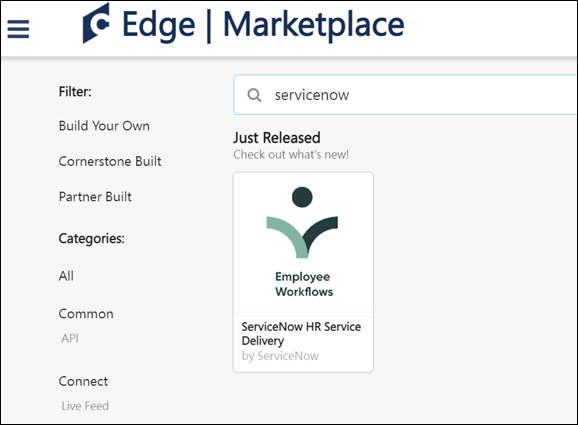 Edge | Marketplace
Filter:
Build Your Own
Cornerstone Built
Partner Built
Categories:
All
Common
API
Connect
Live Feed
servicenow
Just Released
Check out what's new!
Employee
Workflows
ServiceNow HR Service
Delivery
by ServiceNow